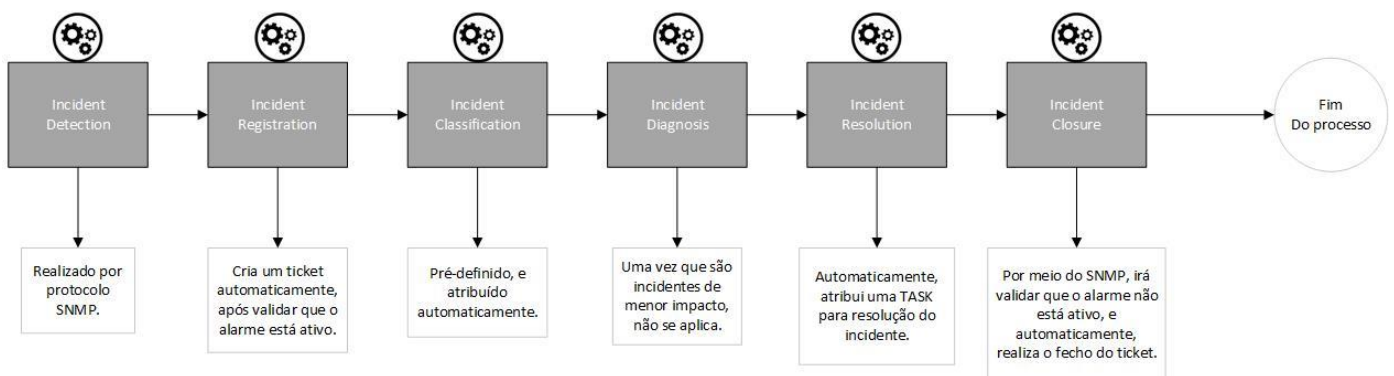 Incident
Detection
Incident
Registration
Incident
Classification
Incident
Diagnosis
Incident
Resolution
Incident
Closure
Fim
Do processo
Realizado por
protocolo
SNMP.
Cria um ticket
automaticamente,
após validar que o
alarme está ativo.
Pré-definido, e
atribuído
automaticamente.
Uma vez que são
incidentes de
menor impacto,
não se aplica.
Automaticamente,
atribui uma TASK
para resolução do
incidente.
Por meio do SNMP, irá
validar que o alarme não
está ativo, e
automaticamente,
realiza o fecho do ticket.